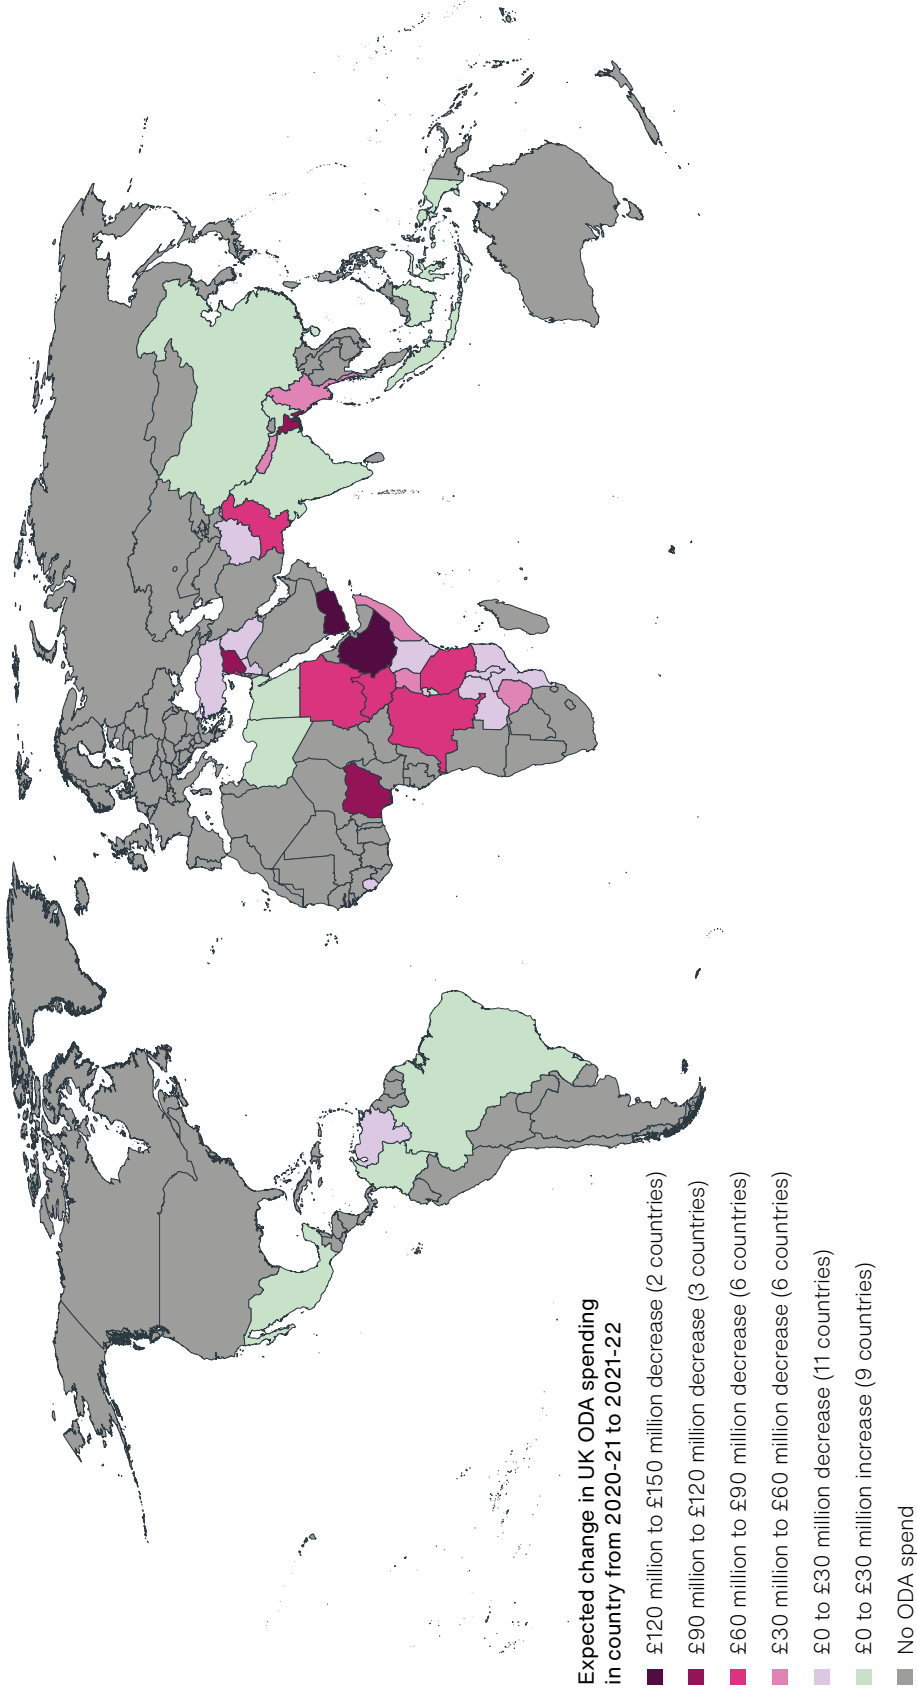 Expected change in UK ODA spending
in country from 2020-21 to 2021-22
£120 million to £150 million decrease (2 countries)
£90 million to £120 million decrease (3 countries)
£60 million to £90 million decrease (6 countries)
£30 million to £60 million decrease (6 countries)
£0 to £30 million decrease (11 countries)
£0 to £30 million increase (9 countries)
No ODA spend